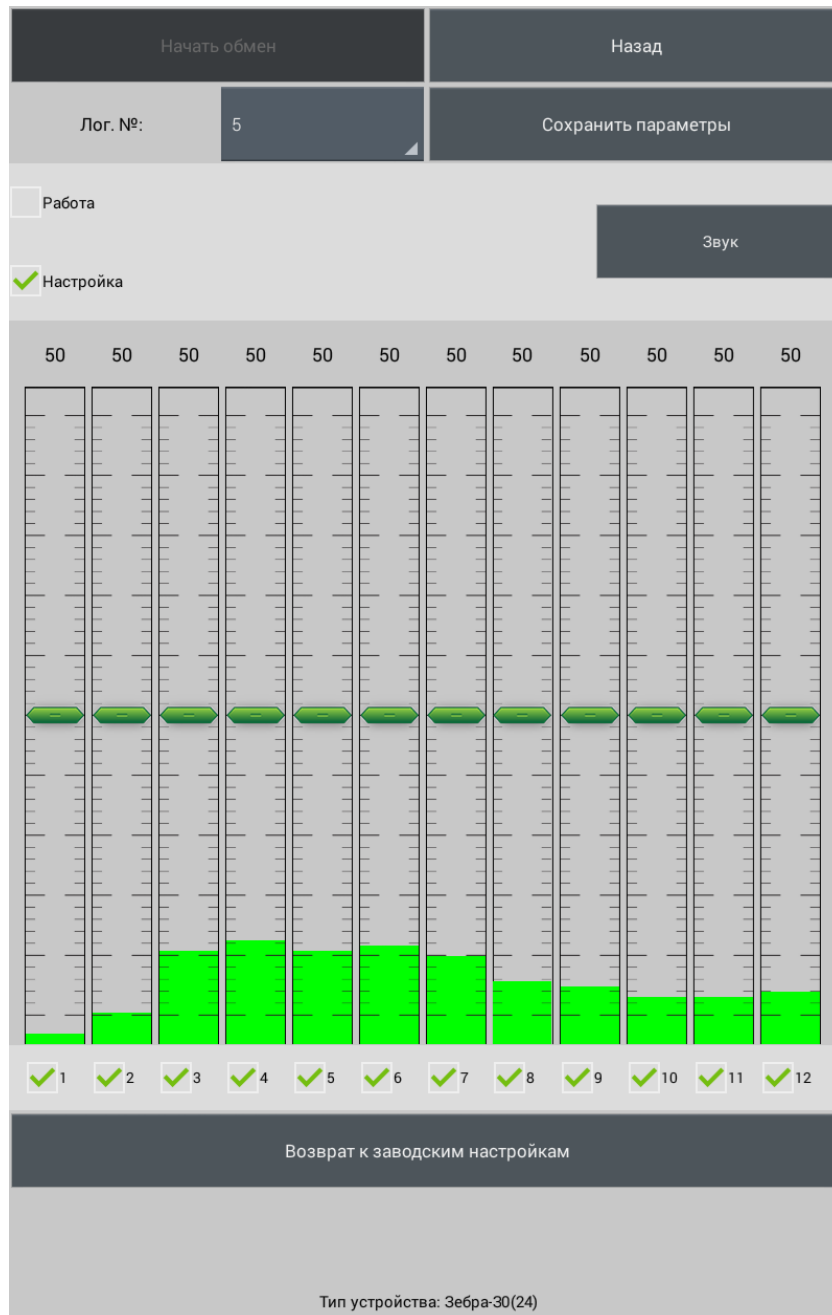 Начать обмен Назад
Лог. №: 5 Сохранить параметры
Работа
Звук
Настройка
50 50 50 50 50 50 50 50 50 50 50 50
1 2 3 4 5 6 7 8 9 10 11 12
Возврат к заводским настройкам
Тип устройства: Зебра-30(24)